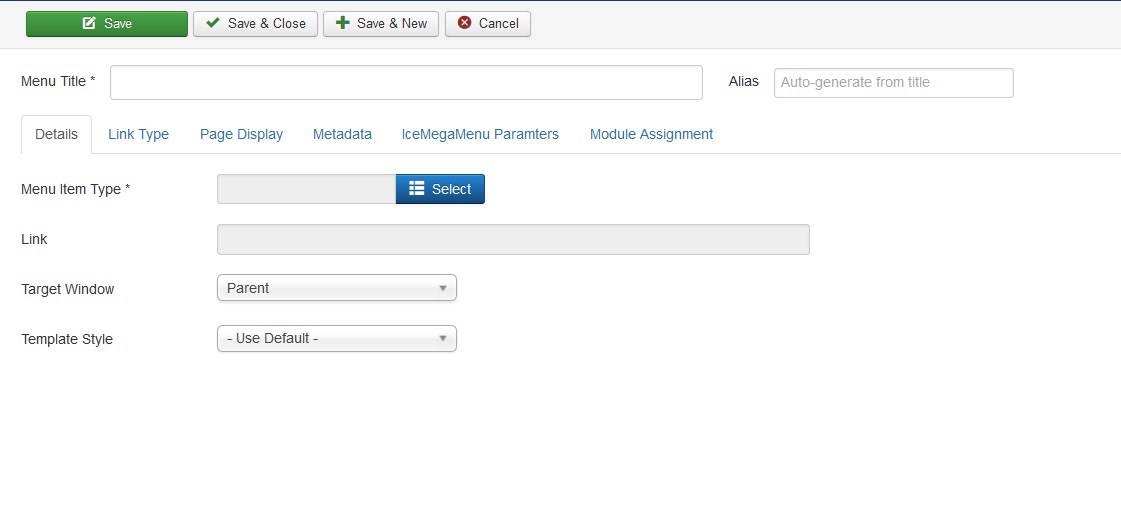 Save Save & Close Save & New Cancel
Menu Title * Alias Auto-generate from title
Details Link Type Page Display Metadata IceMegaMenu Paramters Module Assignment
Menu Item Type * Select
Link
Target Window Parent
Template Style - Use Default -